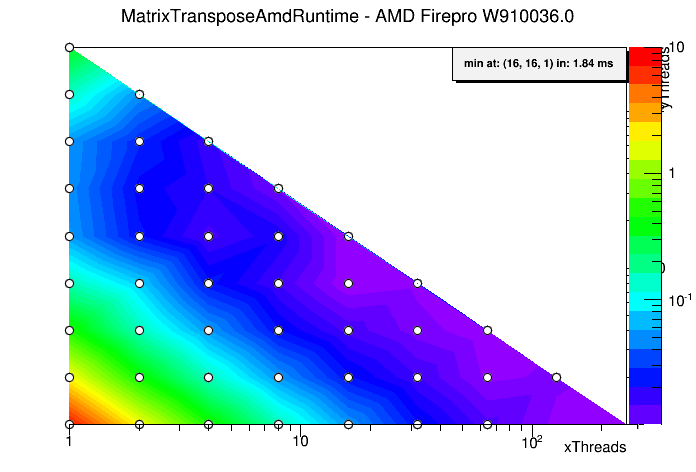 MatrixTransposeAmdRuntime - AMD Firepro W910036.0
min at: (16, 16, 1) in: 1.84 ms
10
yThreads
1
10⁻¹
1
10
10²
xThreads